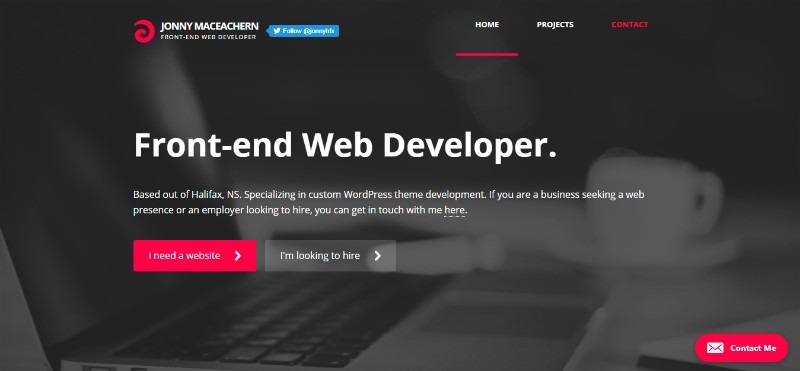 JONNY MACEACHERN
FRONT-END WEB DEVELOPER
Follow @jonnyhfx
HOME
PROJECTS
CONTACT
Front-end Web Developer.
Based out of Halifax, NS. Specializing in custom WordPress theme development. If you are a business seeking a web
presence or an employer looking to hire, you can get in touch with me here.
I need a website
I'm looking to hire
Contact Me